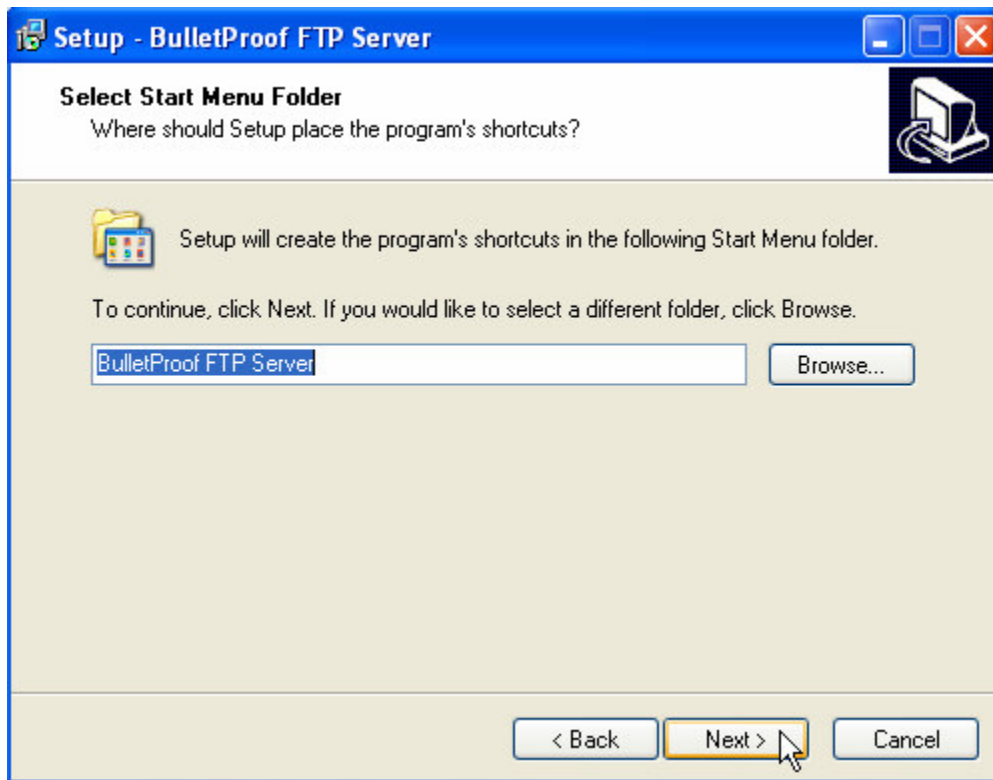 Setup - BulletProof FTP Server
Select Start Menu Folder
Where should Setup place the program's shortcuts?
Setup will create the program's shortcuts in the following Start Menu folder.
To continue, click Next. If you would like to select a different folder, click Browse.
BulletProof FTP Server
Browse...
< Back
Next >
Cancel